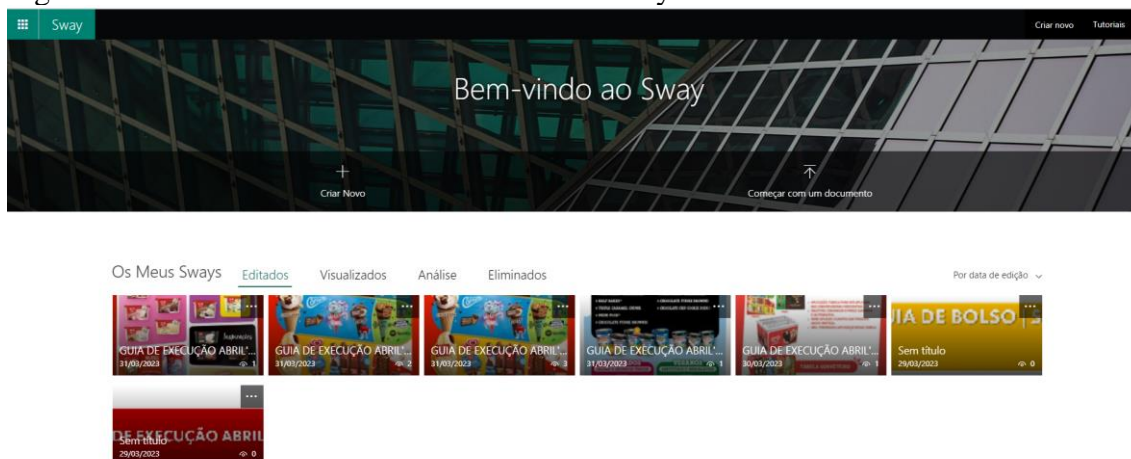 Sway
Criar novo Tutoriais
Bem-vindo ao Sway
Criar Novo
Começar com um documento
Os Meus Sways Editados Visualizados Análise Eliminados Por data de edição
GUIA DE EXECUÇÃO ABRIL'...
31/03/2023 1
GUIA DE EXECUÇÃO ABRIL'...
31/03/2023 2
GUIA DE EXECUÇÃO ABRIL'...
31/03/2023 3
GUIA DE EXECUÇÃO ABRIL'...
31/03/2023 1
GUIA DE EXECUÇÃO ABRIL'...
30/03/2023 1
IA DE BOLSO
Sem título
29/03/2023 0
DE EXECUÇÃO ABRIL
Sem título
29/03/2023 0